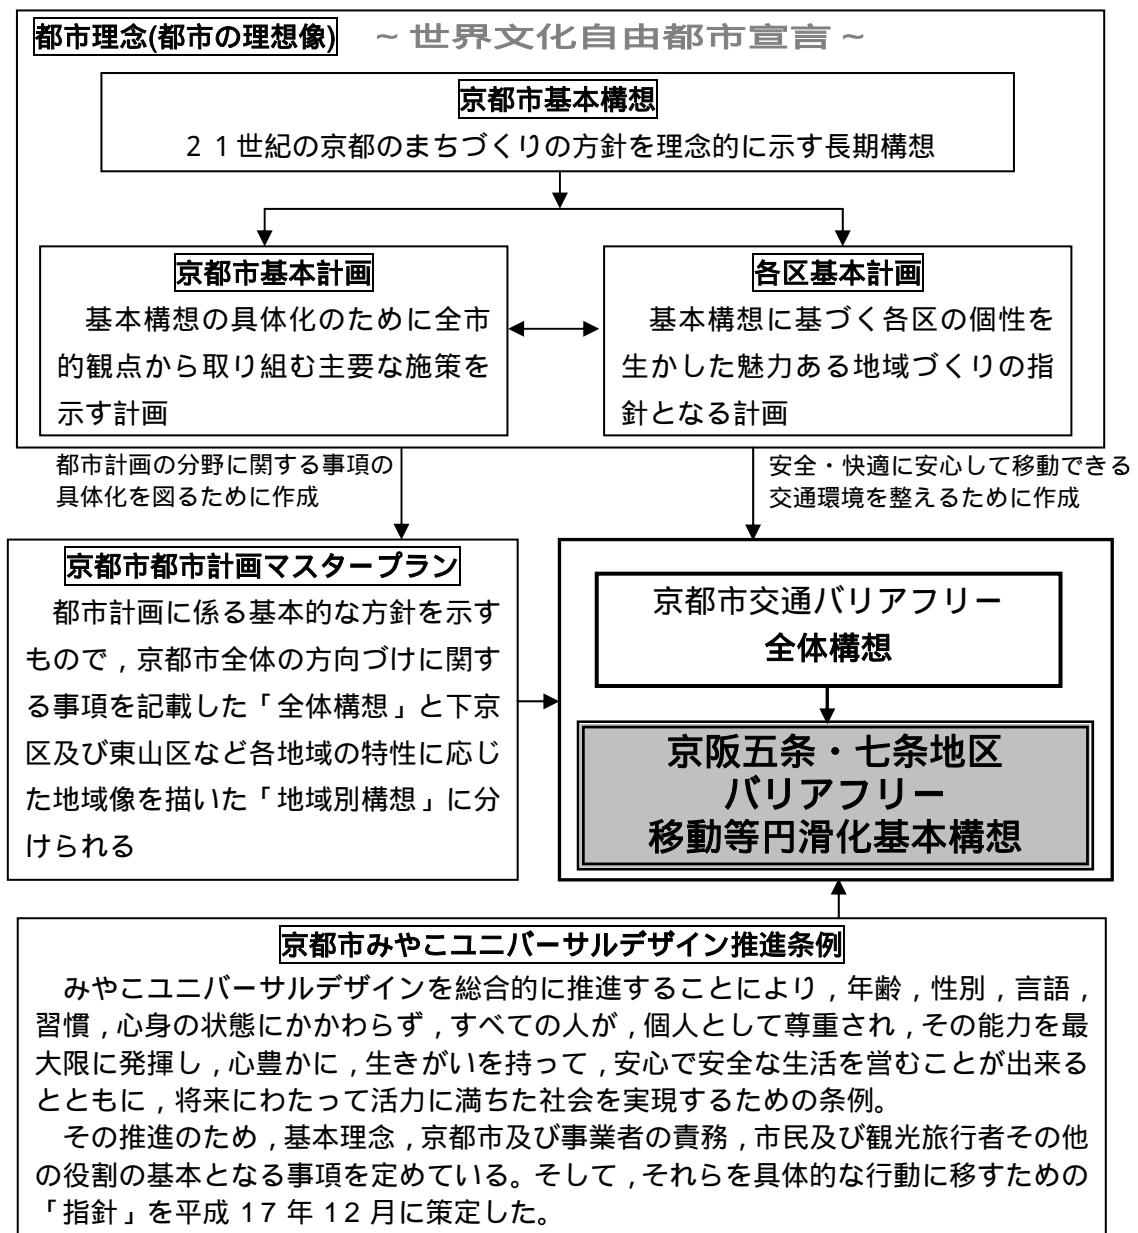 都市理念(都市の理想像)　～世界文化自由都市宣言～
京都市基本構想
２１世紀の京都のまちづくりの方針を理念的に示す長期構想
京都市基本計画
　基本構想の具体化のために全市
的観点から取り組む主要な施策を
示す計画
各区基本計画
　基本構想に基づく各区の個性を
生かした魅力ある地域づくりの指
針となる計画
都市計画の分野に関する事項の
具体化を図るために作成
安全・快適に安心して移動できる
交通環境を整えるために作成
京都市都市計画マスタープラン
　都市計画に係る基本的な方針を示す
もので，京都市全体の方向づけに関す
る事項を記載した「全体構想」と下京
区及び東山区など各地域の特性に応じ
た地域像を描いた「地域別構想」に分
けられる
京都市交通バリアフリー
全体構想
京阪五条・七条地区
バリアフリー
移動等円滑化基本構想
京都市みやこユニバーサルデザイン推進条例
　みやこユニバーサルデザインを総合的に推進することにより，年齢，性別，言語，
習慣，心身の状態にかかわらず，すべての人が，個人として尊重され，その能力を最
大限に発揮し，心豊かに，生きがいを持って，安心で安全な生活を営むことが出来る
とともに，将来にわたって活力に満ちた社会を実現するための条例。
　その推進のため，基本理念，京都市及び事業者の責務，市民及び観光旅行者その他
の役割の基本となる事項を定めている。そして，それらを具体的な行動に移すための
「指針」を平成 17 年 12 月に策定した。